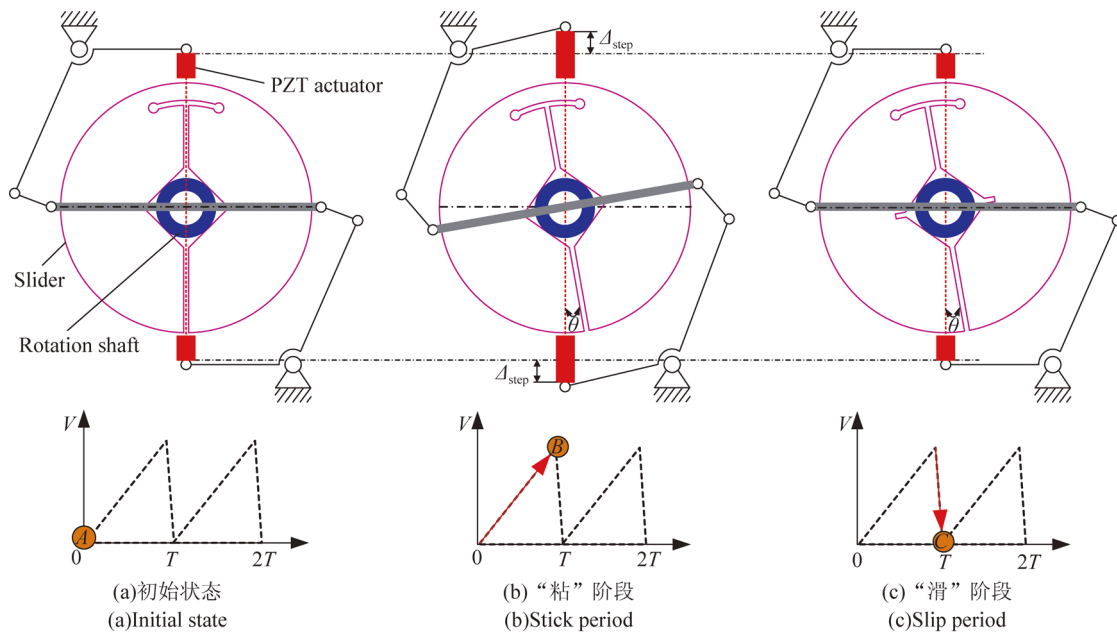 Δstep
PZT actuator
Slider
Rotation shaft
θ
θ
Δstep
V
A
0
T
2T
V
B
0
T
2T
V
C
0
T
2T
(a)初始状态
(a)Initial state
(b)“粘”阶段
(b)Stick period
(c)“滑”阶段
(c)Slip period